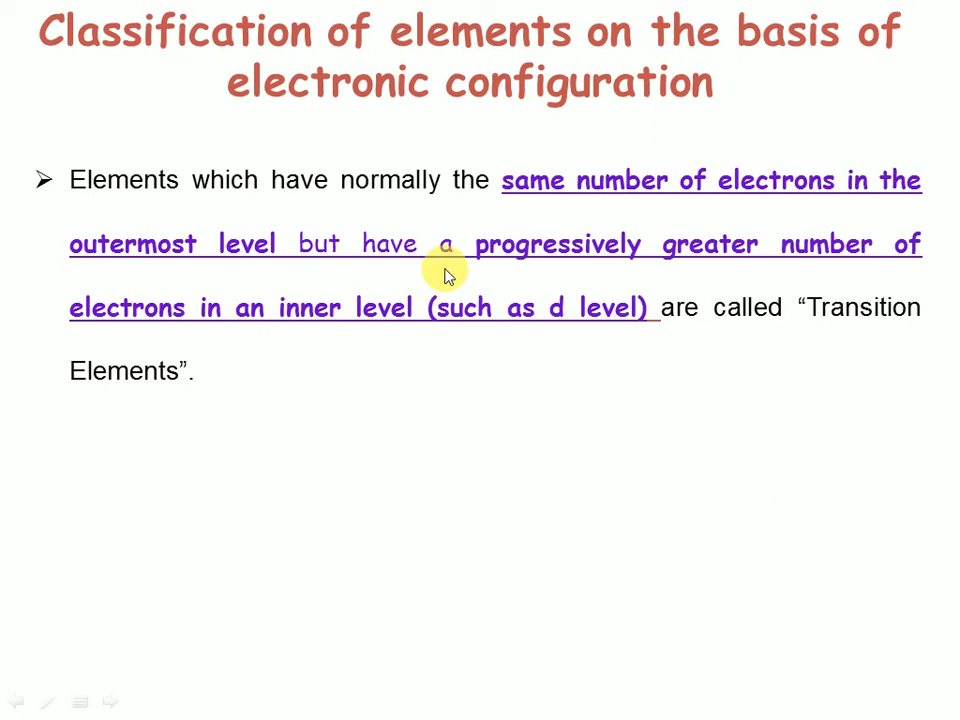 Classification of elements on the basis of
electronic configuration
➢ Elements which have normally the same number of electrons in the
outermost level but have a progressively greater number of
electrons in an inner level (such as d level) are called “Transition
Elements”.